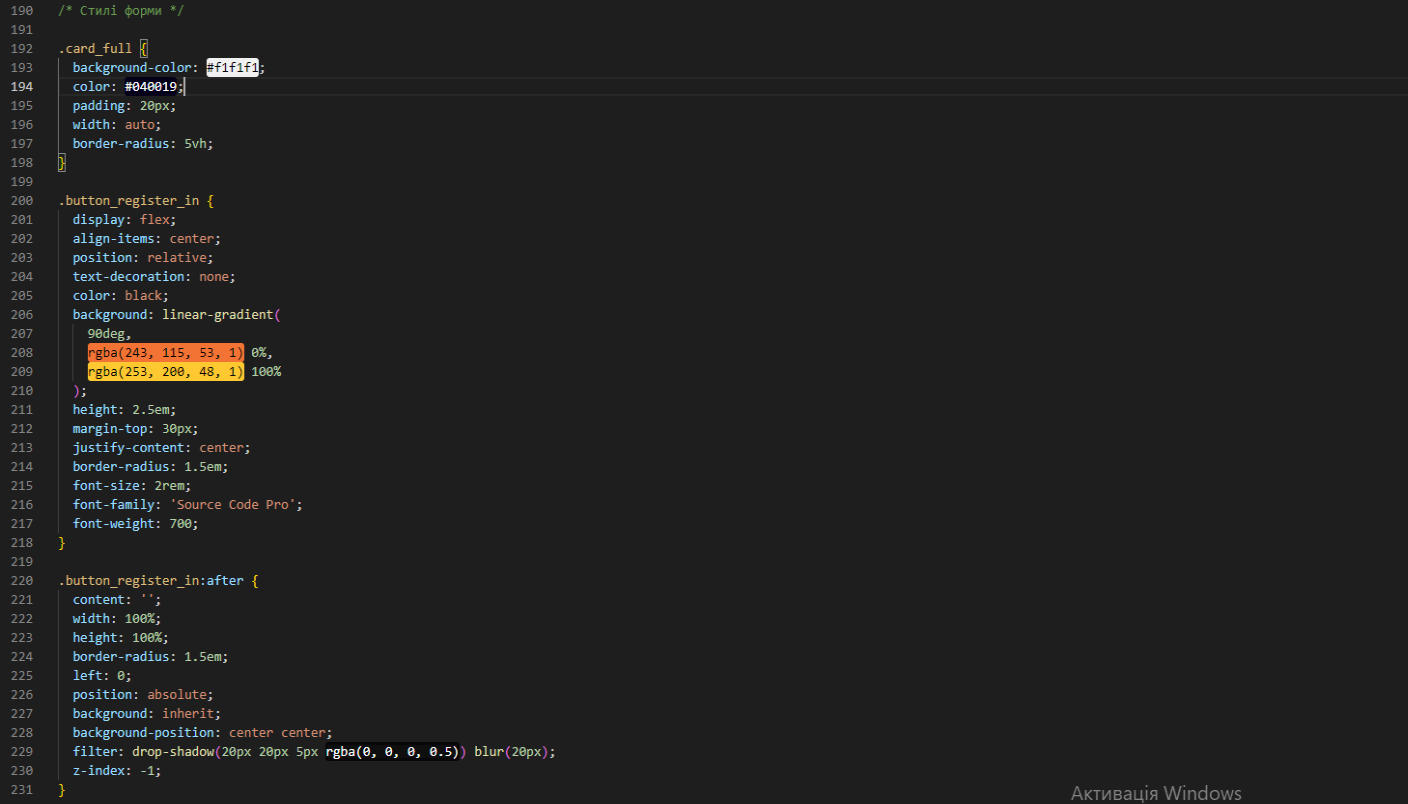 190 /* Стилі форми */
191
192 .card_full {
193 background-color: #f1f1f1;
194 color: #040019;
195 padding: 20px;
196 width: auto;
197 border-radius: 5vh;
198 }
199
200 .button_register_in {
201 display: flex;
202 align-items: center;
203 position: relative;
204 text-decoration: none;
205 color: black;
206 background: linear-gradient(
207 90deg,
208 rgba(243, 115, 53, 1) 0%,
209 rgba(253, 200, 48, 1) 100%
210 );
211 height: 2.5em;
212 margin-top: 30px;
213 justify-content: center;
214 border-radius: 1.5em;
215 font-size: 2rem;
216 font-family: 'Source Code Pro';
217 font-weight: 700;
218 }
219
220 .button_register_in:after {
221 content: '';
222 width: 100%;
223 height: 100%;
224 border-radius: 1.5em;
225 left: 0;
226 position: absolute;
227 background: inherit;
228 background-position: center center;
229 filter: drop-shadow(20px 20px 5px rgba(0, 0, 0, 0.5)) blur(20px);
230 z-index: -1;
231 }
Активація Windows